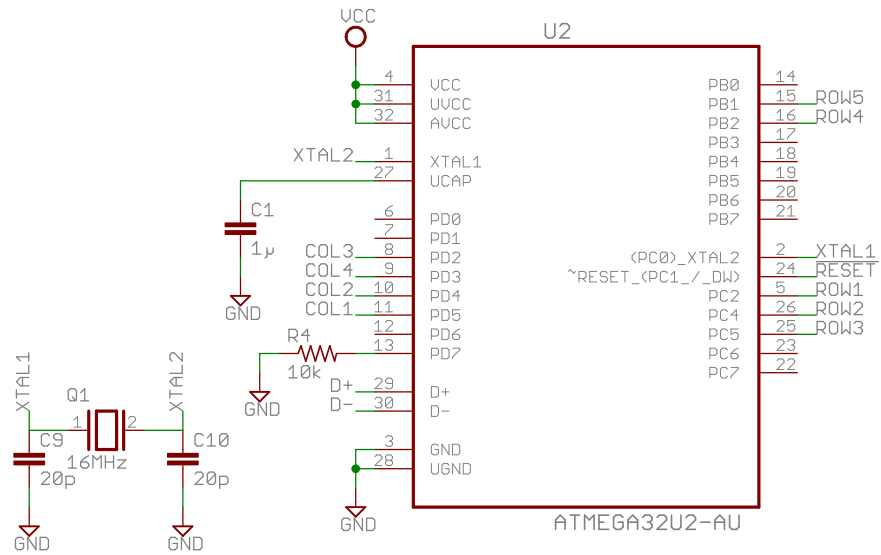 VCC
U2
4 VCC PB0 14
31 UVCC PB1 15 ROW5
32 AVCC PB2 16 ROW4
PB3 17
XTAL2 1 XTAL1 PB4 18
27 UCAP PB5 19
PB6 20
C1 6 PD0 PB7 21
7 PD1
1µ
COL3 8 PD2 (PC0)_XTAL2 2 XTAL1
COL4 9 PD3 ~RESET_(PC1_/_DW) 24 RESET
COL2 10 PD4 PC2 5 ROW1
COL1 11 PD5 PC4 26 ROW2
GND
12 PD6 PC5 25 ROW3
R4 13 PD7 PC6 23
10k PC7 22
XTAL1 XTAL2
D+ 29 D+
D- 30 D-
GND
Q1
1 2
C9 C10
3 GND
16MHz
28 UGND
20p 20p
GND
ATMEGA32U2-AU
GND GND